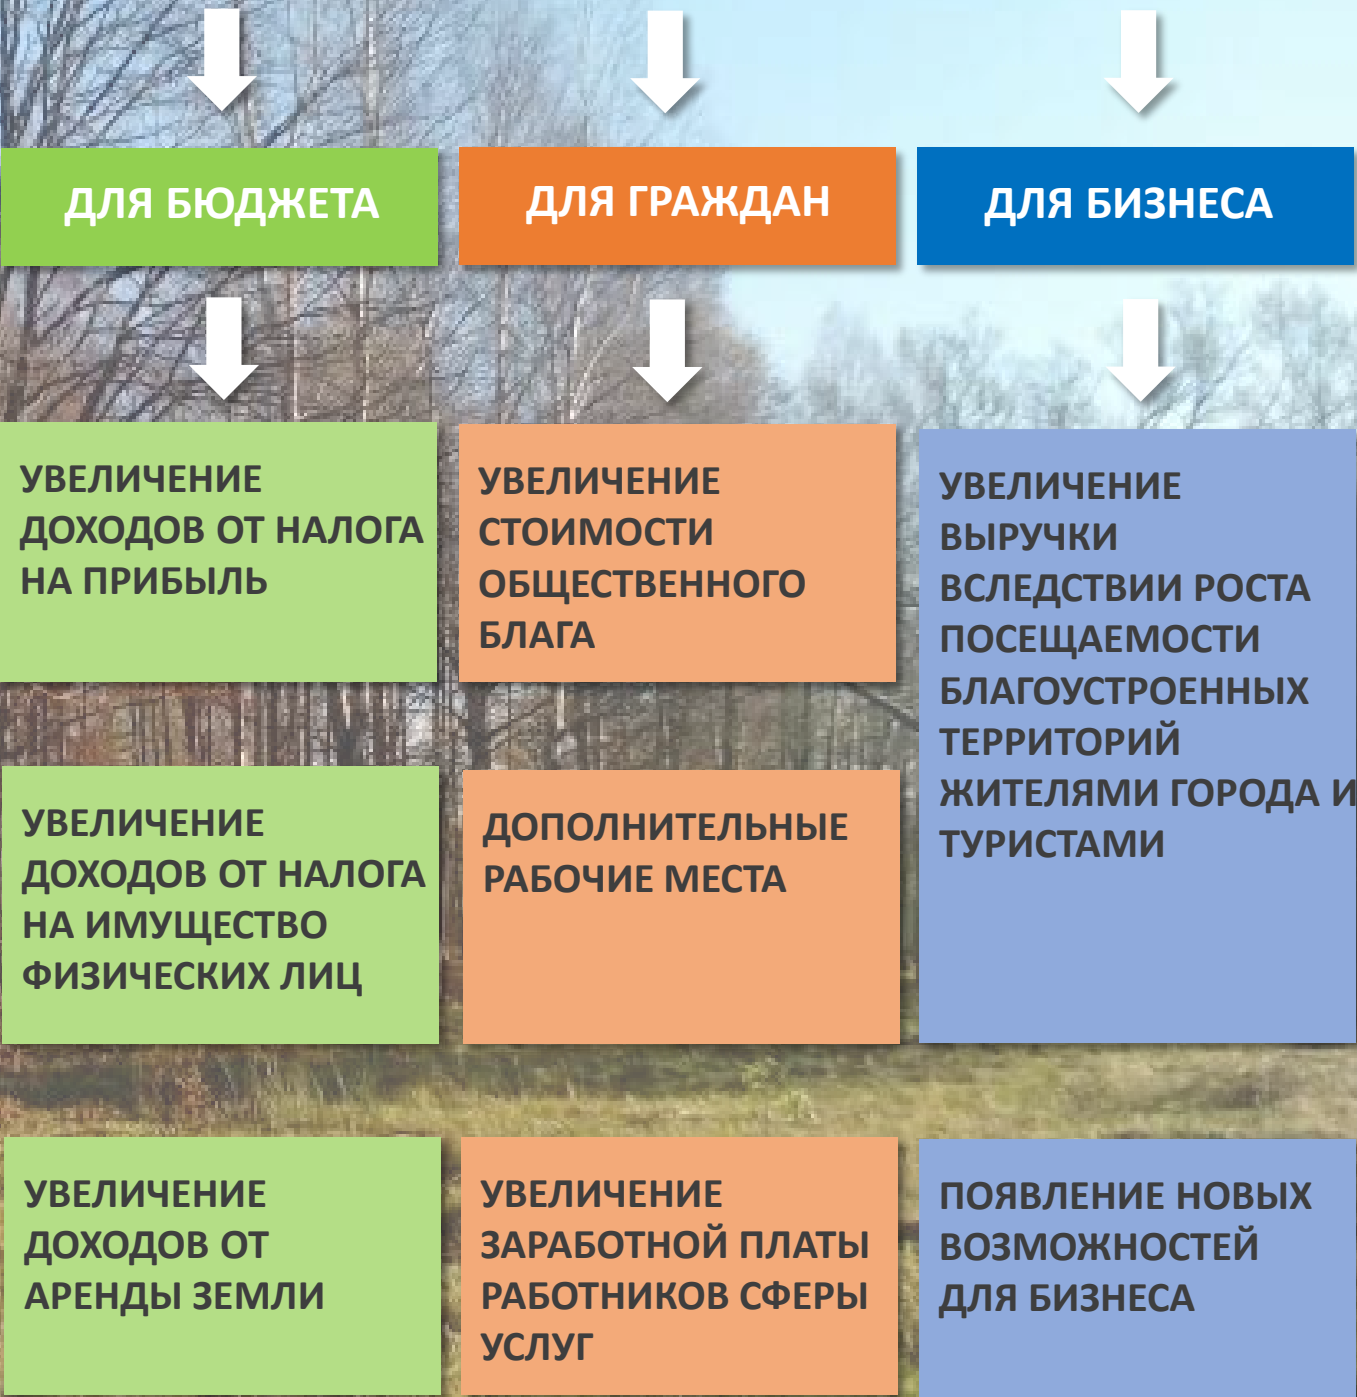 ДЛЯ БЮДЖЕТА
ДЛЯ ГРАЖДАН
ДЛЯ БИЗНЕСА
УВЕЛИЧЕНИЕ
ДОХОДОВ ОТ НАЛОГА
НА ПРИБЫЛЬ
УВЕЛИЧЕНИЕ
СТОИМОСТИ
ОБЩЕСТВЕННОГО
БЛАГА
УВЕЛИЧЕНИЕ
ВЫРУЧКИ
ВСЛЕДСТВИИ РОСТА
ПОСЕЩАЕМОСТИ
БЛАГОУСТРОЕННЫХ
ТЕРРИТОРИЙ
ЖИТЕЛЯМИ ГОРОДА И
ТУРИСТАМИ
УВЕЛИЧЕНИЕ
ДОХОДОВ ОТ НАЛОГА
НА ИМУЩЕСТВО
ФИЗИЧЕСКИХ ЛИЦ
ДОПОЛНИТЕЛЬНЫЕ
РАБОЧИЕ МЕСТА
УВЕЛИЧЕНИЕ
ДОХОДОВ ОТ
АРЕНДЫ ЗЕМЛИ
УВЕЛИЧЕНИЕ
ЗАРАБОТНОЙ ПЛАТЫ
РАБОТНИКОВ СФЕРЫ
УСЛУГ
ПОЯВЛЕНИЕ НОВЫХ
ВОЗМОЖНОСТЕЙ
ДЛЯ БИЗНЕСА